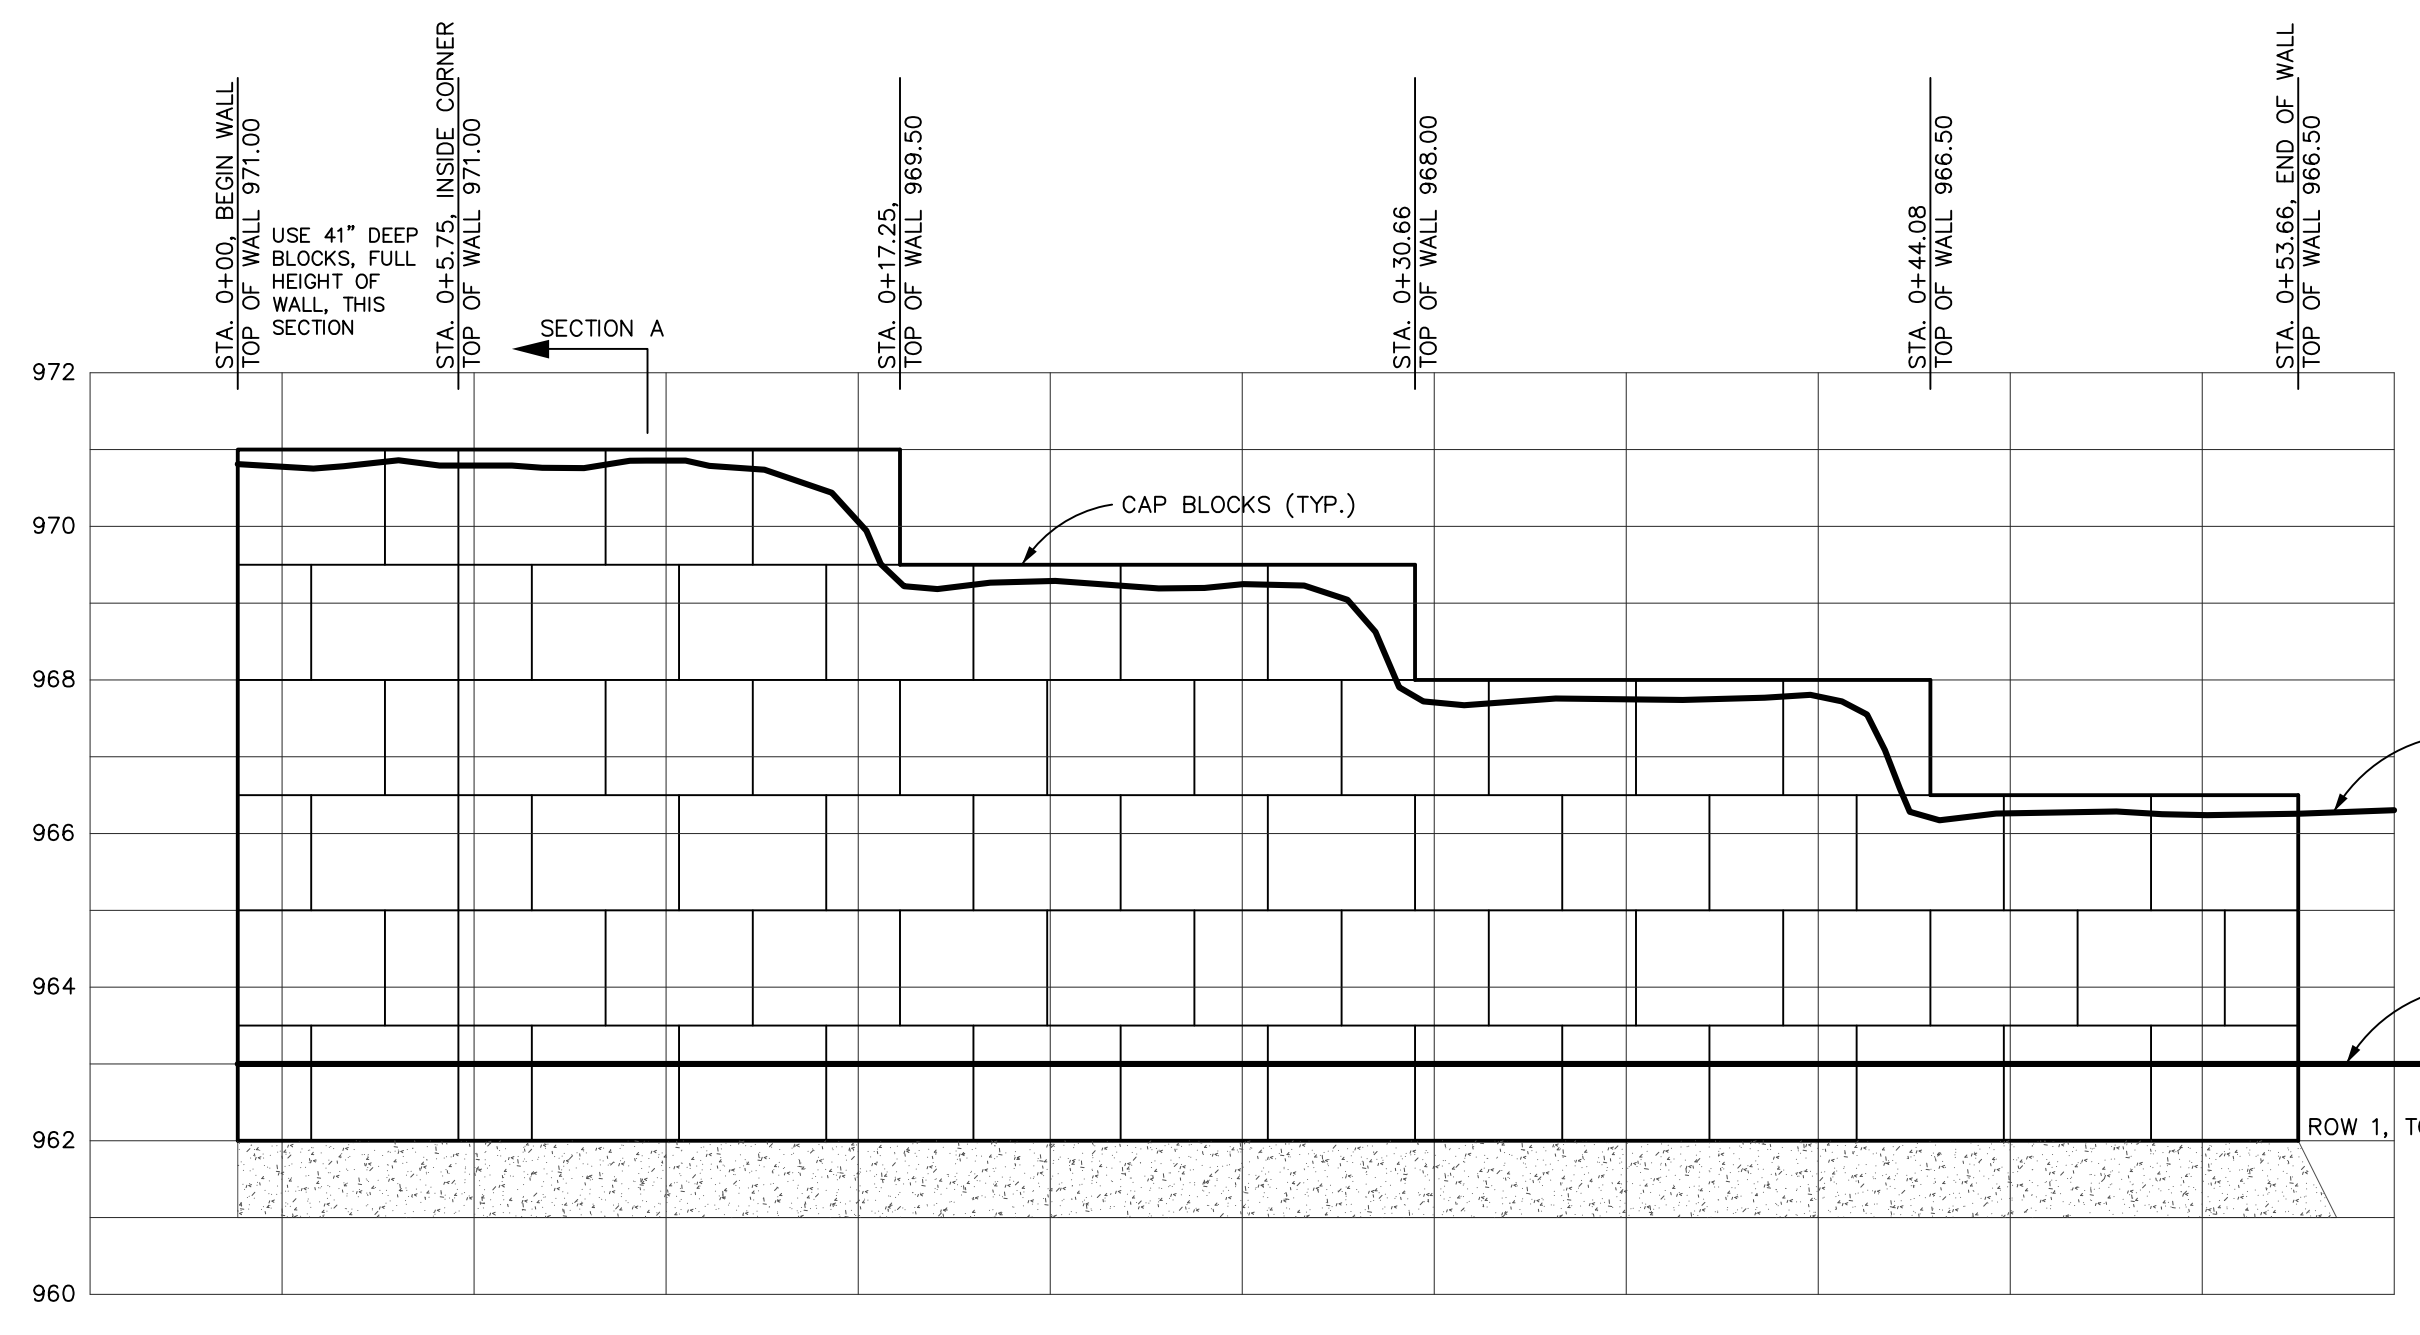 STA. 0+00, BEGIN WALL
TOP OF WALL 971.00
USE 41" DEEP
BLOCKS, FULL
HEIGHT OF
WALL, THIS
SECTION
STA. 0+5.75, INSIDE CORNER
TOP OF WALL 971.00
SECTION A
STA. 0+17.25,
TOP OF WALL 969.50
STA. 0+30.66
TOP OF WALL 968.00
STA. 0+44.08
TOP OF WALL 966.50
STA. 0+53.66, END OF WALL
TOP OF WALL 966.50
972
CAP BLOCKS (TYP.)
970
968
966
964
962
ROW 1,
960